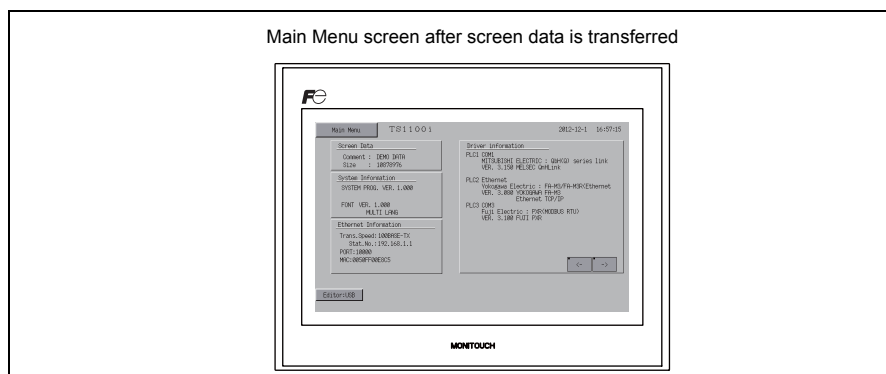 Main Menu screen after screen data is transferred
Fe
Main Menu
TS1100i
2012-12-1 16:57:15
Screen Data
Comment : DEMO DATA
Size : 10878976
System Information
SYSTEM PROG. VER. 1.000
FONT VER. 1.000
MULTI LANG
Ethernet Information
Trans.Speed:100BASE-TX
Stat.No.:192.168.1.1
PORT:10000
MAC:0050FF00E8C5
Driver information
PLC1 COM1
MITSUBISHI ELECTRIC : QnH(Q) series link
VER. 3.150 MELSEC QnHLink
PLC2 Ethernet
Yokogawa Electric : FA-M3/FA-M3R(Ethernet
VER. 3.080 YOKOGAWA FA-M3
Ethernet TCP/IP
PLC3 COM3
Fuji Electric : PXR(MODBUS RTU)
VER. 3.100 FUJI PXR
<- ->
Editor:USB
MONITOUCH